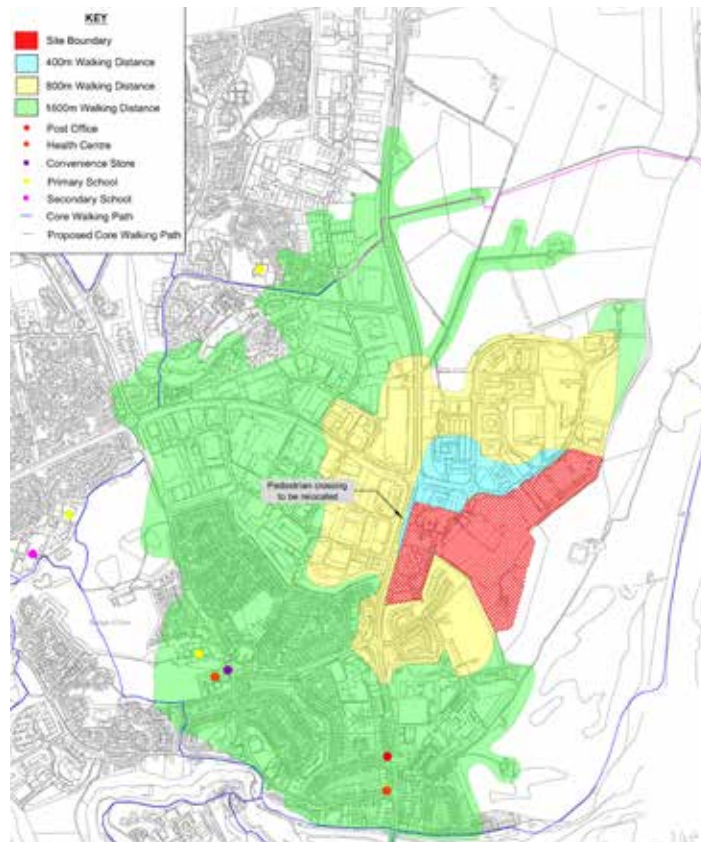 KEY
Site Boundary
400m Walking Distance
800m Walking Distance
1600m Walking Distance
Post Office
Health Centre
Convenience Store
Primary School
Secondary School
Core Walking Path
Proposed Core Walking Path
Pedestrian crossing
to be relocated